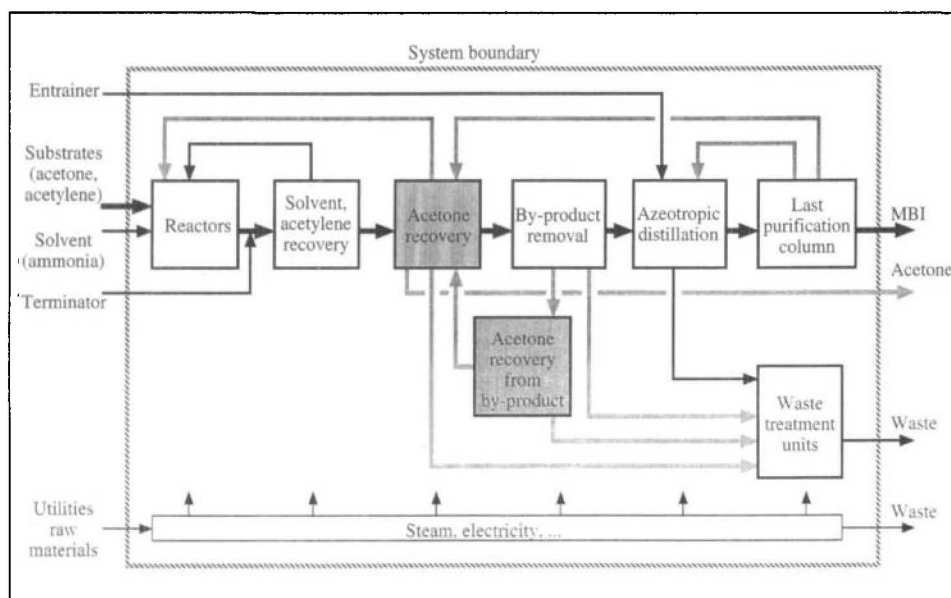 System boundary
Entrainer
Substrates
(acetone,
acetylene)
Solvent
(ammonia)
Terminator
Reactors
Solvent,
acetylene
recovery
Acetone
recovery
By-product
removal
Azeotropic
distillation
Last
purification
column
MBI
Acetone
Acetone
recovery
from
by-product
Waste
treatment
units
Waste
Utilities
raw
materials
Steam, electricity, ...
Waste